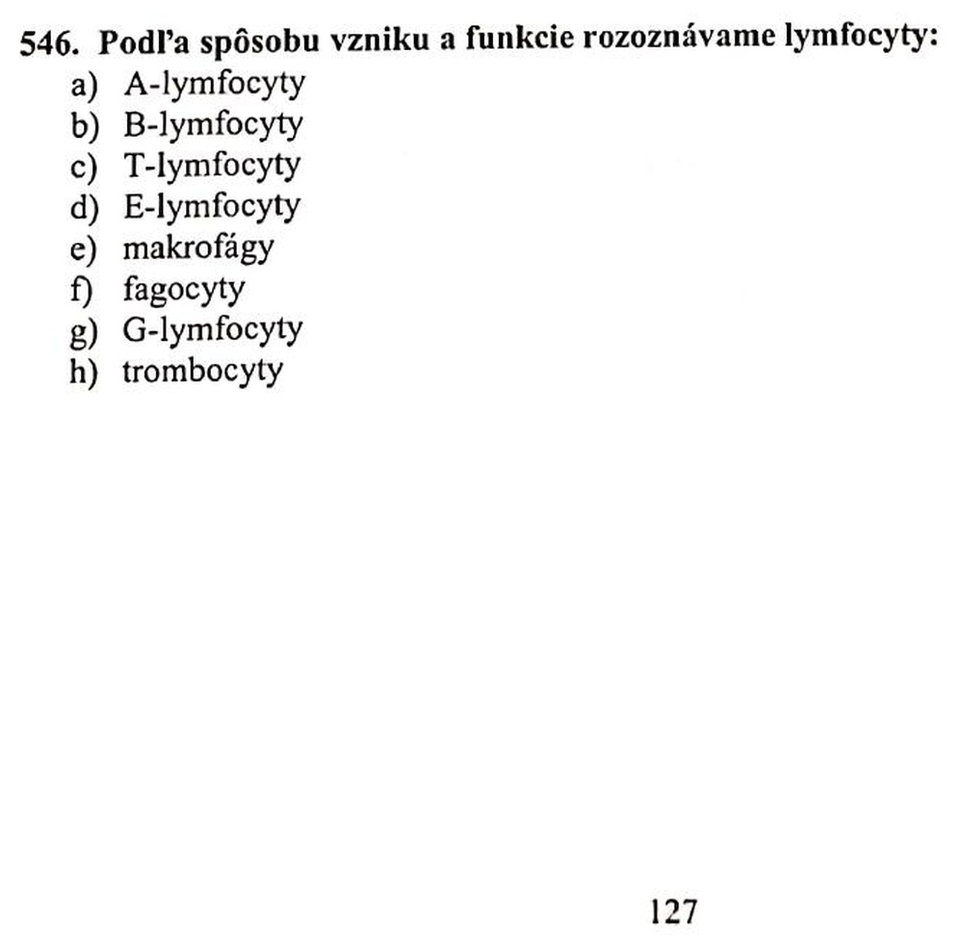 546. Podľa spôsobu vzniku a funkcie rozoznávame lymfocyty:
a) A-lymfocyty
b) B-lymfocyty
c) T-lymfocyty
d) E-lymfocyty
e) makrofágy
f) fagocyty
g) G-lymfocyty
h) trombocyty
127